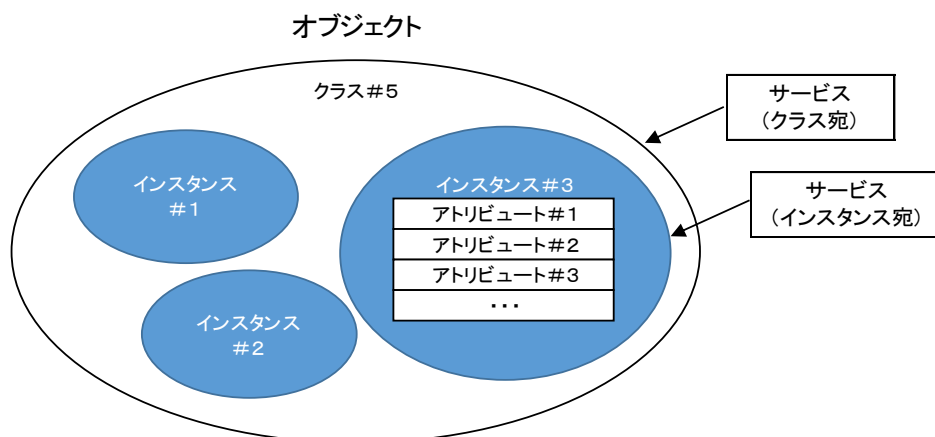 オブジェクト
クラス＃５
サービス
（クラス宛）
インスタンス
＃１
インスタンス＃３
サービス
（インスタンス宛）
アトリビュート＃１
アトリビュート＃２
アトリビュート＃３
・・・
インスタンス
＃２